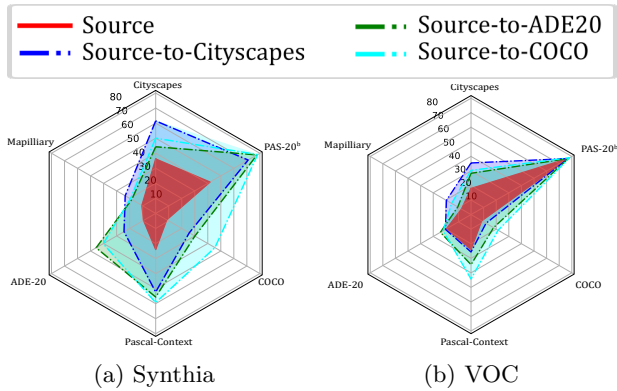 Source
Source-to-ADE20
Source-to-Cityscapes
Source-to-COCO
Cityscapes
80
70
60
50
40
30
20
10
Mapilliary
PAS-20ᵇ
ADE-20
COCO
Pascal-Context
(a) Synthia
Cityscapes
80
70
60
50
40
30
20
10
Mapilliary
PAS-20ᵇ
ADE-20
COCO
Pascal-Context
(b) VOC